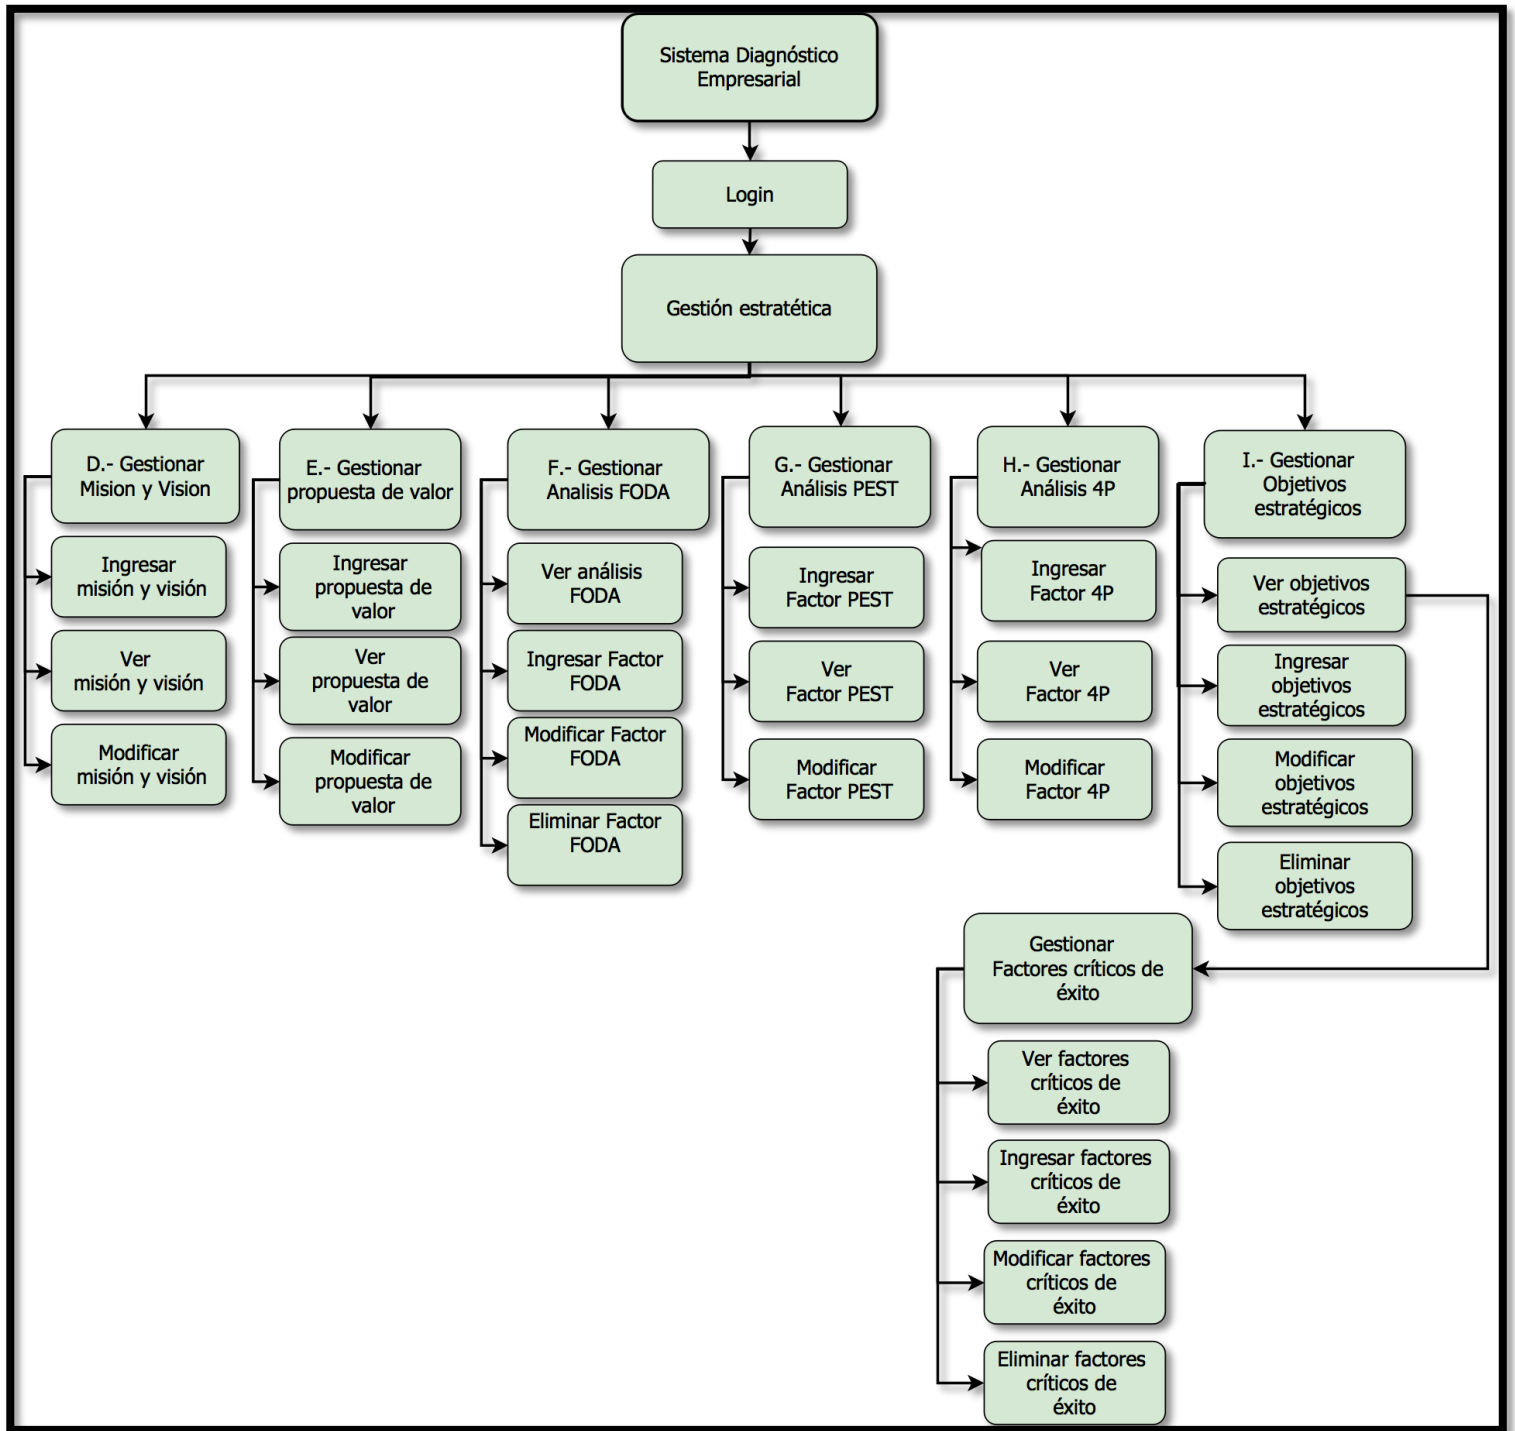 Sistema Diagnóstico
Empresarial
Login
Gestión estratética
D.- Gestionar
Mision y Vision
Ingresar
misión y visión
Ver
misión y visión
Modificar
misión y visión
E.- Gestionar
propuesta de valor
Ingresar
propuesta de
valor
Ver
propuesta de
valor
Modificar
propuesta de
valor
F.- Gestionar
Analisis FODA
Ver análisis
FODA
Ingresar Factor
FODA
Modificar Factor
FODA
Eliminar Factor
FODA
G.- Gestionar
Análisis PEST
Ingresar
Factor PEST
Ver
Factor PEST
Modificar
Factor PEST
H.- Gestionar
Análisis 4P
Ingresar
Factor 4P
Ver
Factor 4P
Modificar
Factor 4P
I.- Gestionar
Objetivos
estratégicos
Ver objetivos
estratégicos
Ingresar
objetivos
estratégicos
Modificar
objetivos
estratégicos
Eliminar
objetivos
estratégicos
Gestionar
Factores críticos de
éxito
Ver factores
críticos de
éxito
Ingresar factores
críticos de
éxito
Modificar factores
críticos de
éxito
Eliminar factores
críticos de
éxito